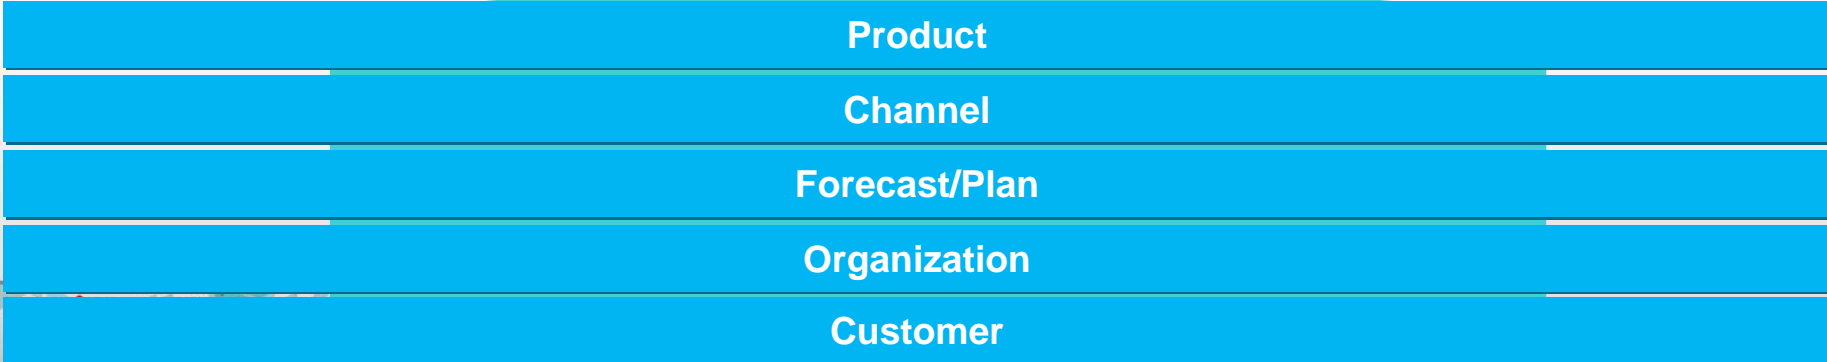 Product
Channel
Forecast/Plan
Organization
Customer